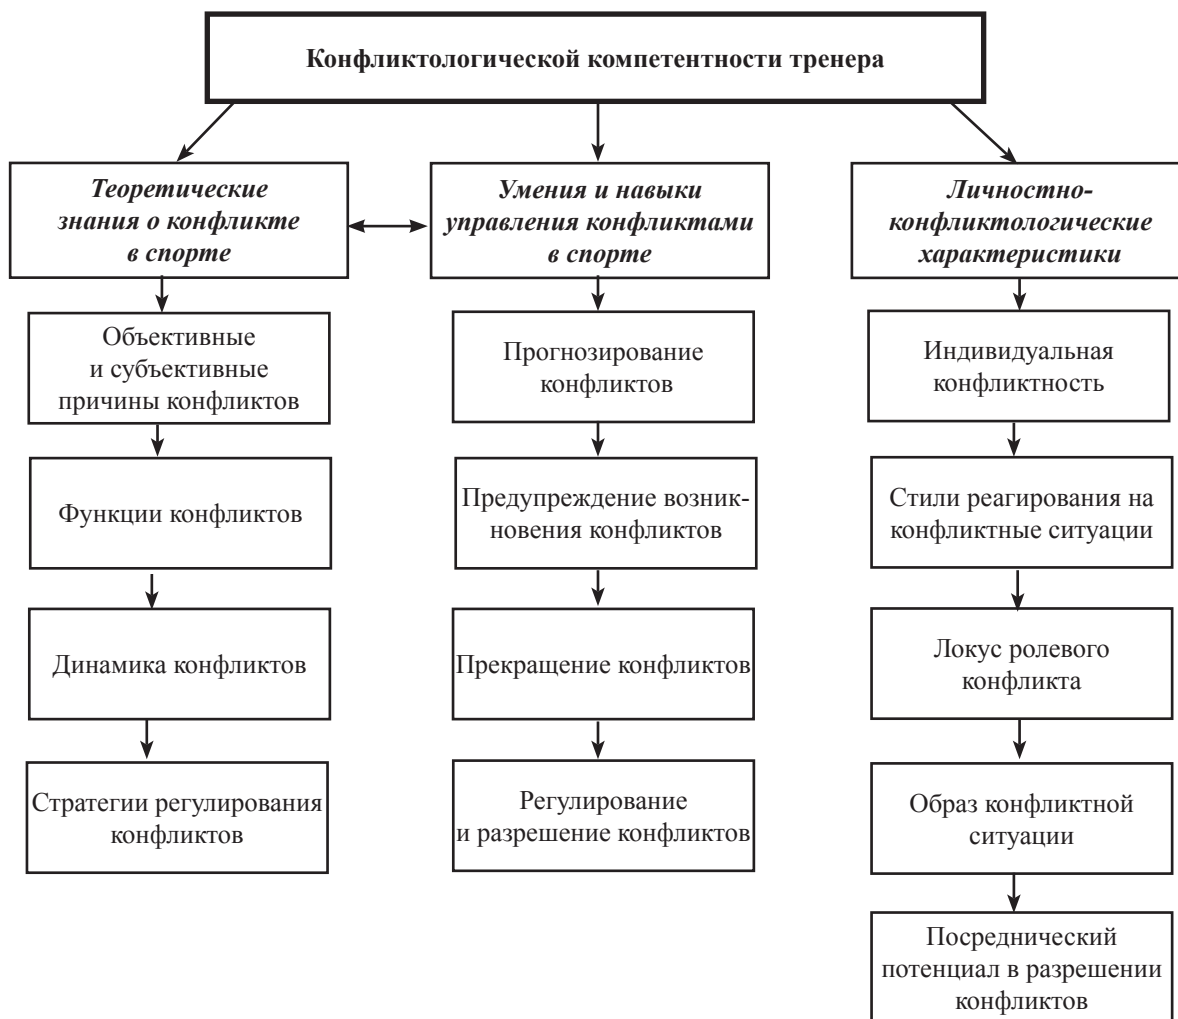 Конфликтологической компетентности тренера
Теоретические
знания о конфликте
в спорте
Умения и навыки
управления конфликтами
в спорте
Личностно-
конфликтологические
характеристики
Объективные
и субъективные
причины конфликтов
Прогнозирование
конфликтов
Индивидуальная
конфликтность
Функции конфликтов
Предупреждение возник-
новения конфликтов
Стили реагирования на
конфликтные ситуации
Динамика конфликтов
Прекращение конфликтов
Локус ролевого
конфликта
Стратегии регулирования
конфликтов
Регулирование
и разрешение конфликтов
Образ конфликтной
ситуации
Посреднический
потенциал в разрешении
конфликтов